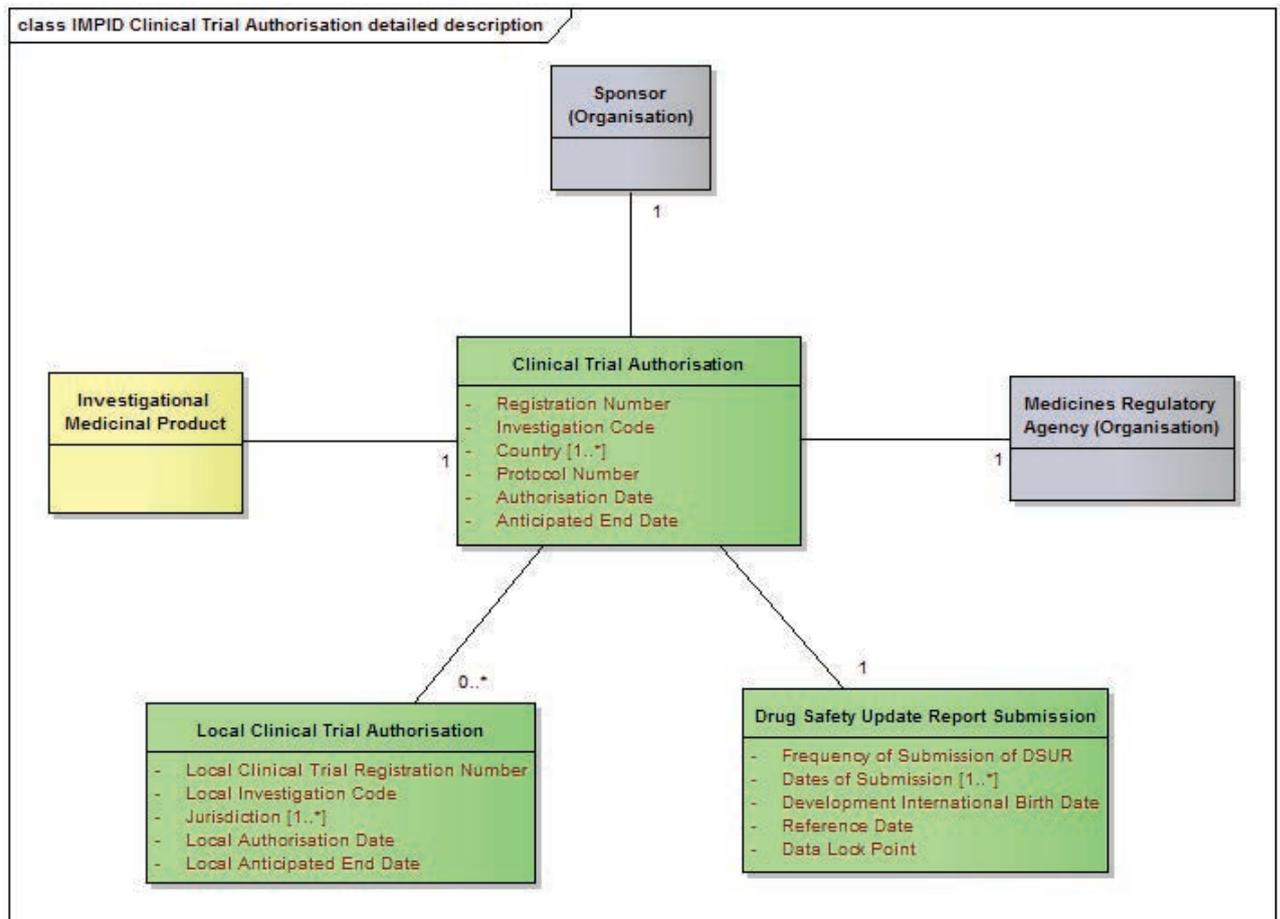 class IMPID Clinical Trial Authorisation detailed description
Sponsor
(Organisation)
1
Clinical Trial Authorisation
- Registration Number
- Investigation Code
- Country [1..*]
- Protocol Number
- Authorisation Date
- Anticipated End Date
Investigational
Medicinal Product
1
Medicines Regulatory
Agency (Organisation)
1
0..*
1
Local Clinical Trial Authorisation
- Local Clinical Trial Registration Number
- Local Investigation Code
- Jurisdiction [1..*]
- Local Authorisation Date
- Local Anticipated End Date
Drug Safety Update Report Submission
- Frequency of Submission of DSUR
- Dates of Submission [1..*]
- Development International Birth Date
- Reference Date
- Data Lock Point